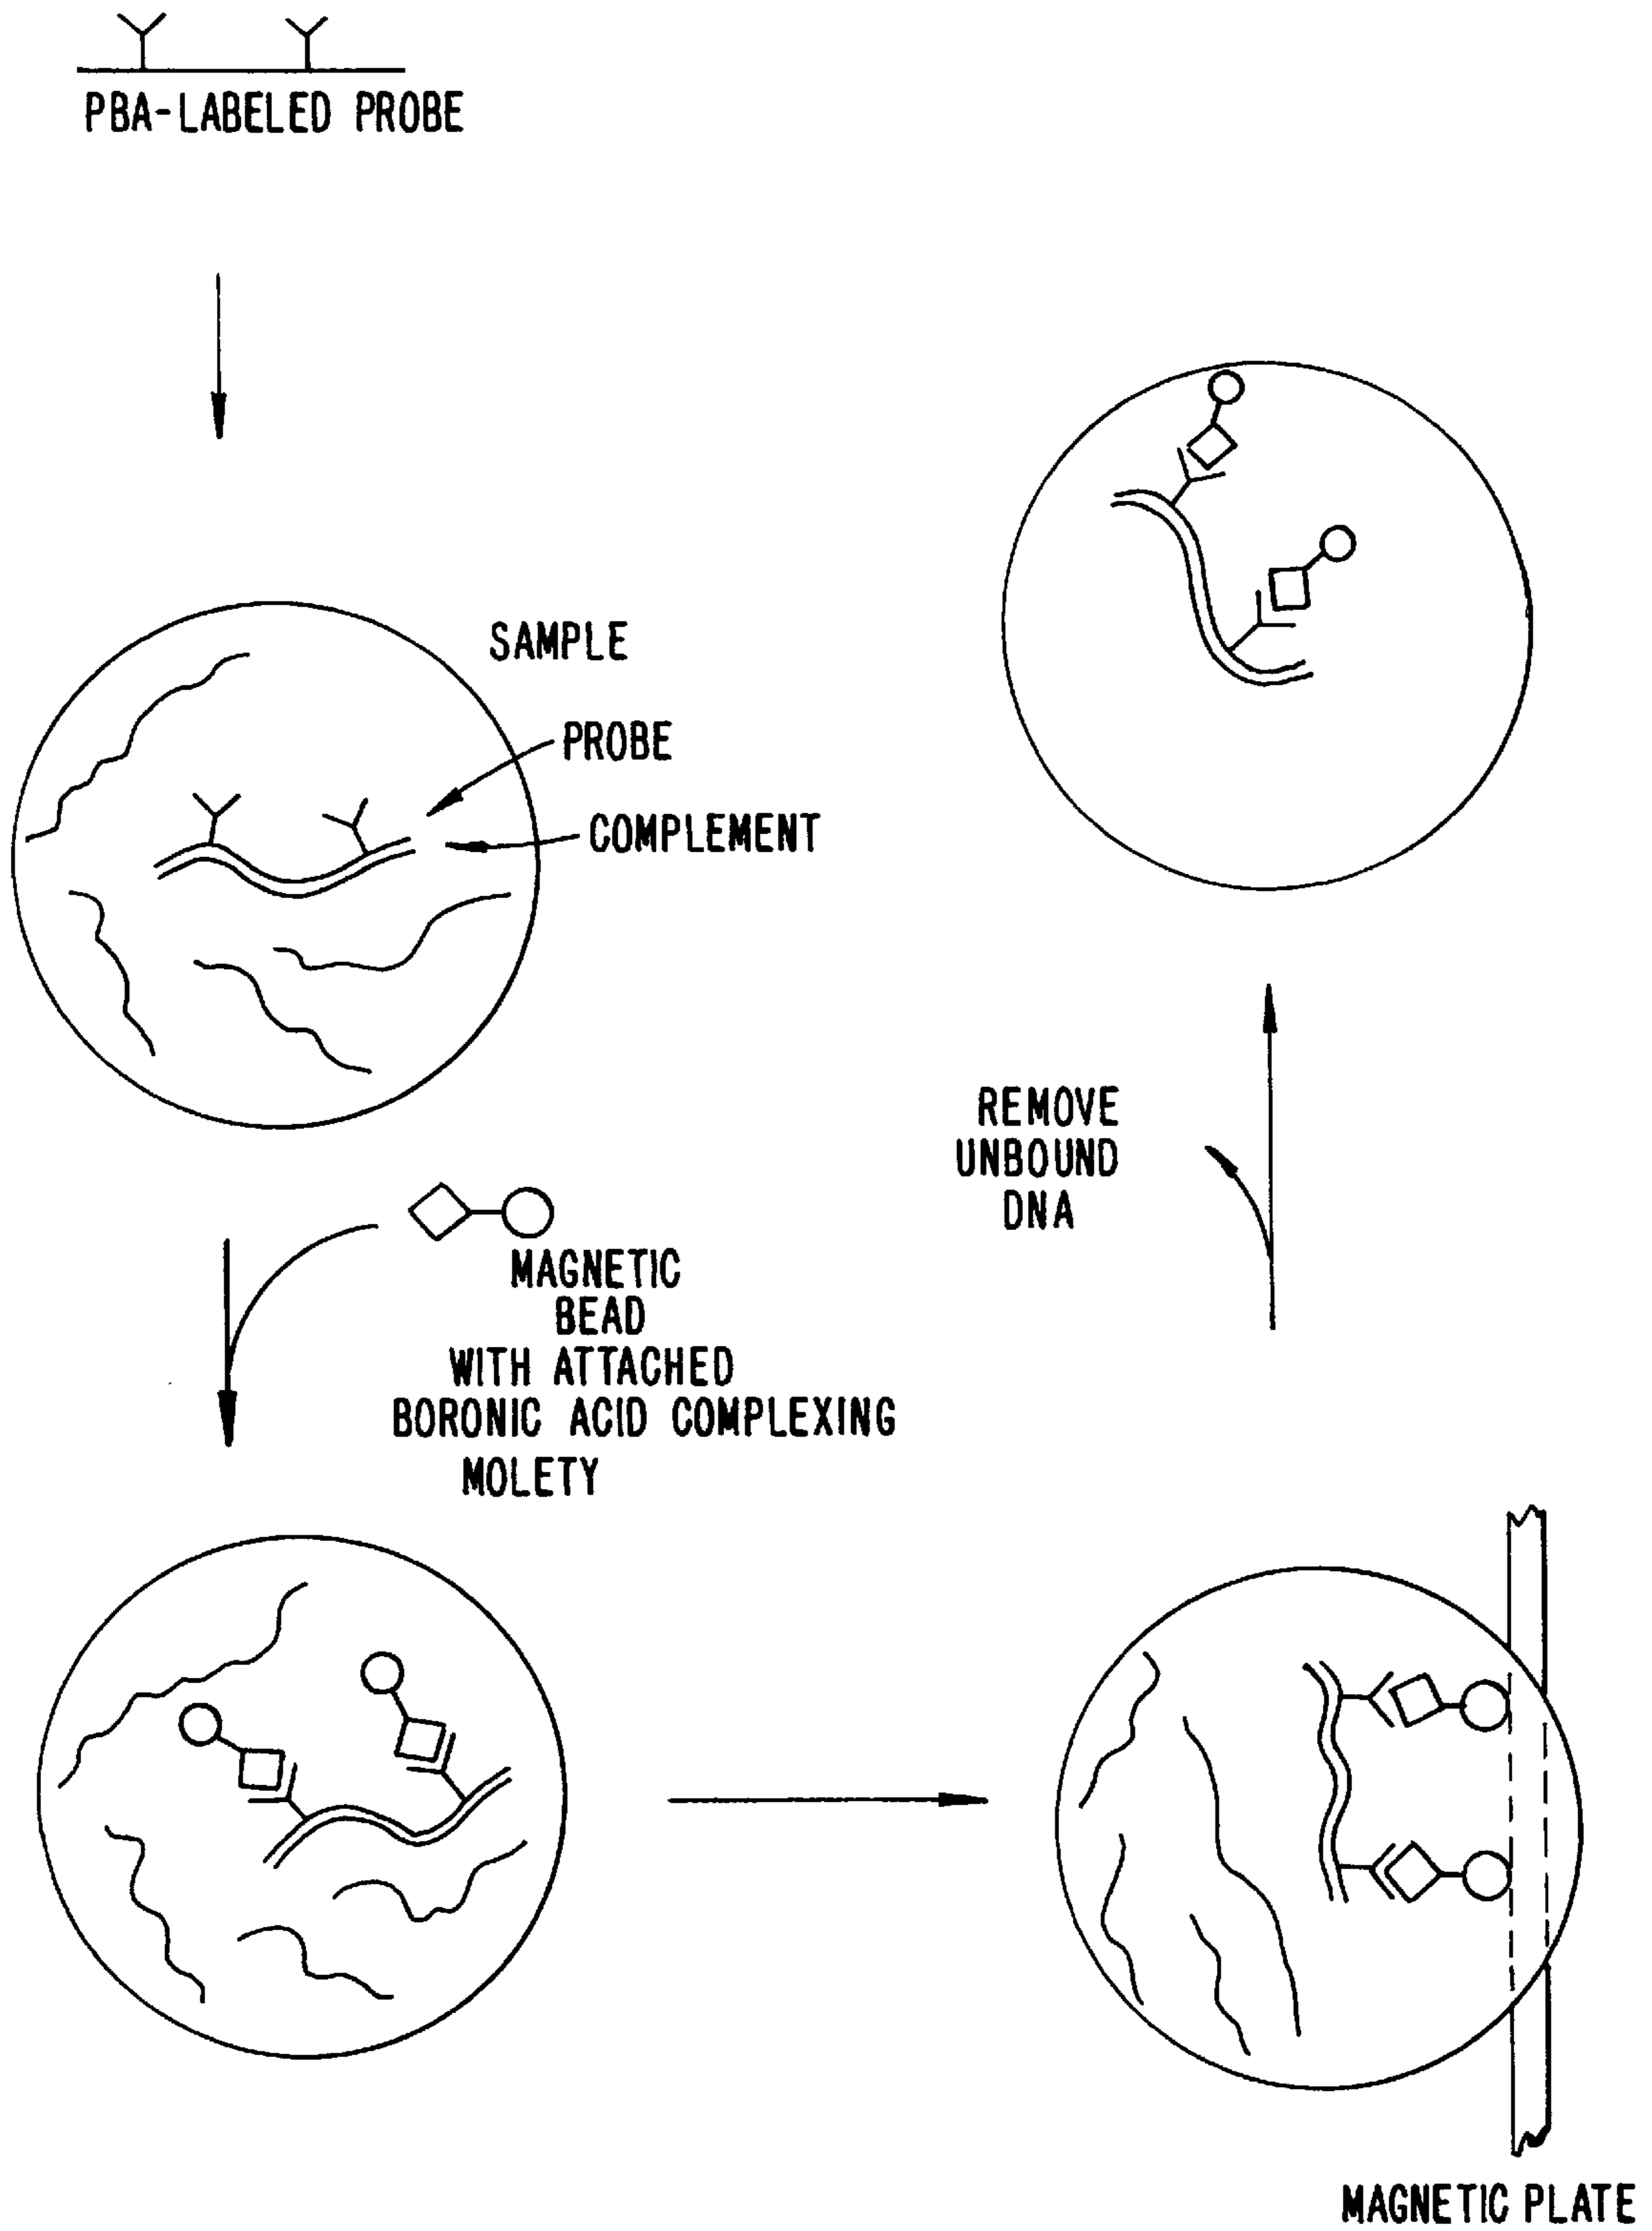 PBA-LABELED PROBE
SAMPLE
PROBE
COMPLEMENT
MAGNETIC
BEAD
WITH ATTACHED
BORONIC ACID COMPLEXING
MOLETY
REMOVE
UNBOUND
DNA
MAGNETIC PLATE